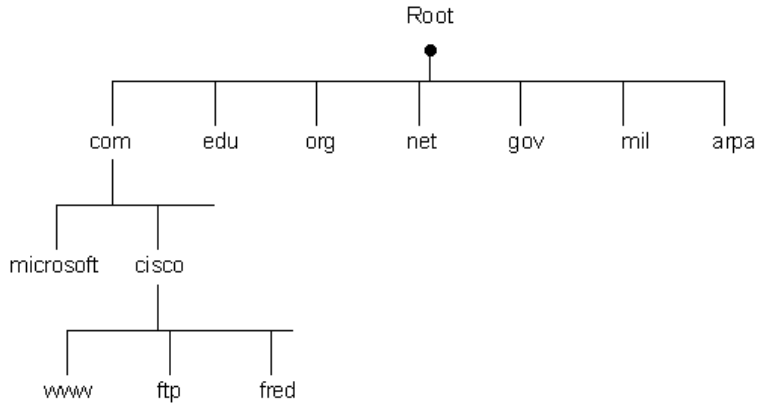 Root
com edu org net gov mil arpa
microsoft cisco
www ftp fred